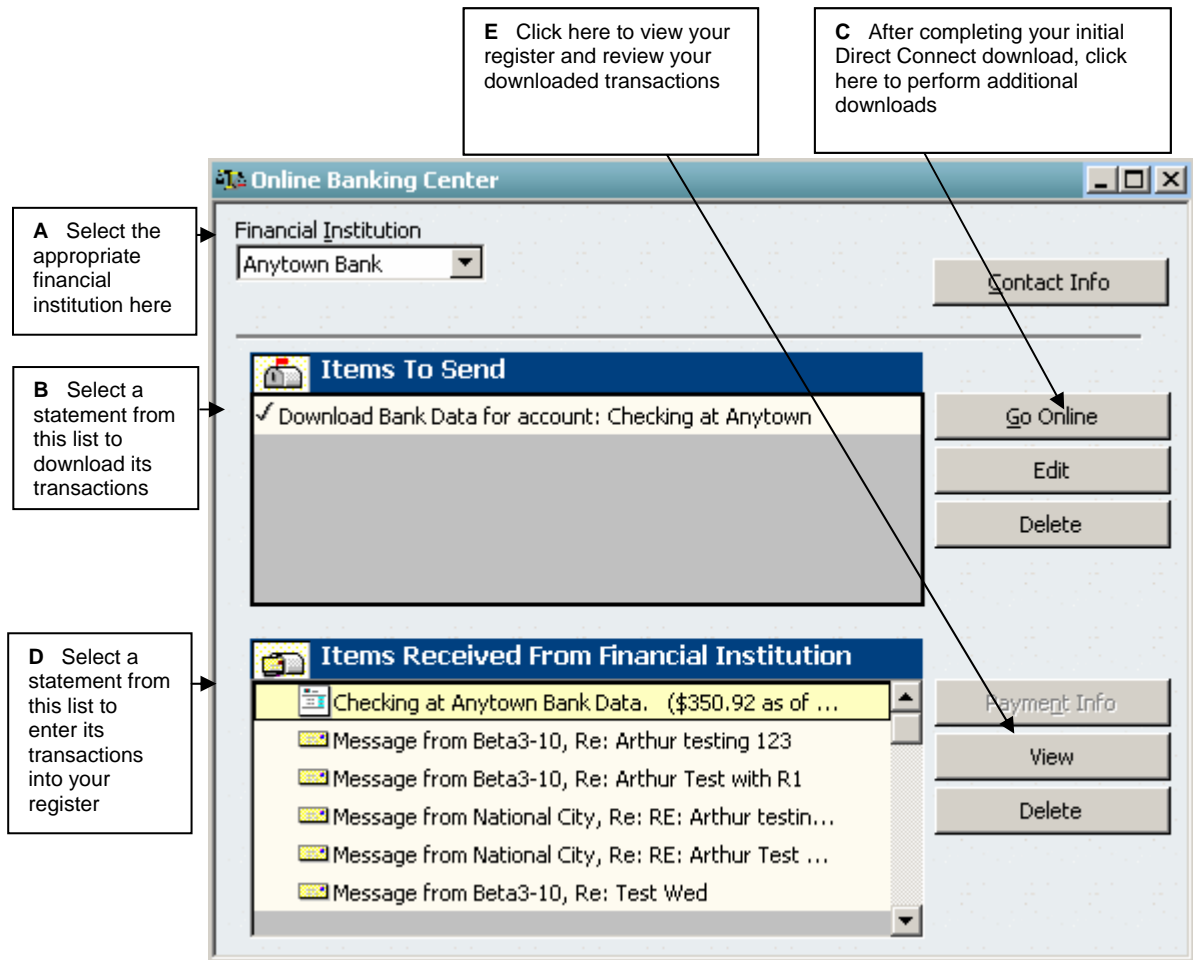 E Click here to view your
register and review your
downloaded transactions
C After completing your initial
Direct Connect download, click
here to perform additional
downloads
Online Banking Center
A Select the
appropriate
financial
institution here
Financial Institution
Anytown Bank
Contact Info
B Select a
statement from
this list to
download its
transactions
Items To Send
✓ Download Bank Data for account: Checking at Anytown
Go Online
Edit
Delete
D Select a
statement from
this list to
enter its
transactions
into your
register
Items Received From Financial Institution
Checking at Anytown Bank Data. ($350.92 as of ...
Message from Beta3-10, Re: Arthur testing 123
Message from Beta3-10, Re: Arthur Test with R1
Message from National City, Re: RE: Arthur testin...
Message from National City, Re: RE: Arthur Test ...
Message from Beta3-10, Re: Test Wed
Payment Info
View
Delete